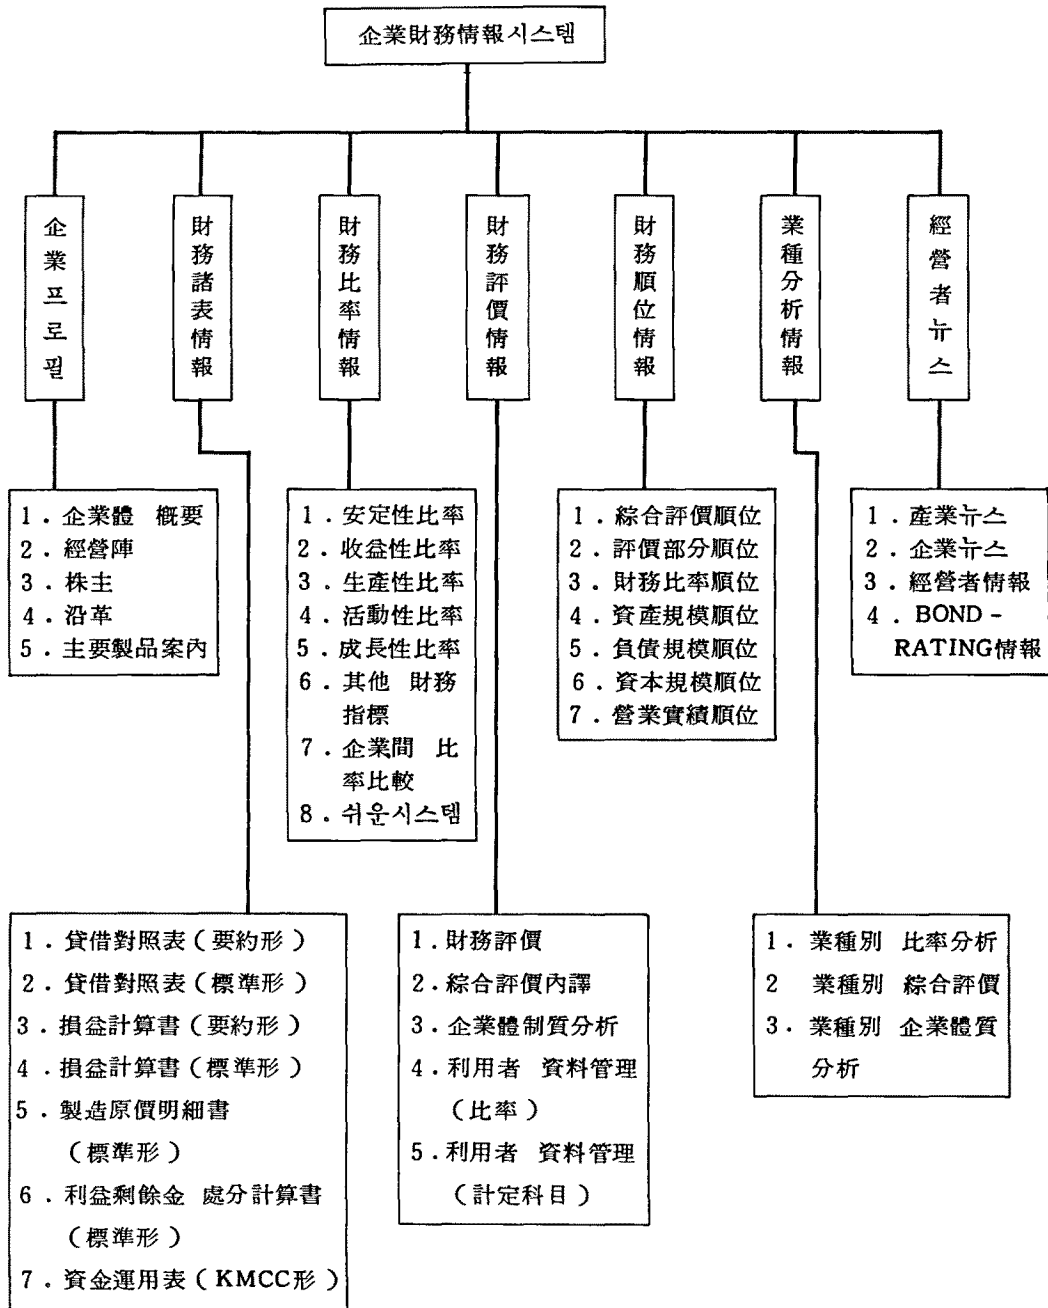 企業財務情報시스템
企業프로필
財務諸表情報
財務比率情報
財務評價情報
財務順位情報
業種分析情報
經營者뉴스
1. 企業體 槪要
2. 經營陣
3. 株主
4. 沿革
5. 主要製品案內
1. 安定性比率
2. 收益性比率
3. 生産性比率
4. 活動性比率
5. 成長性比率
6. 其他 財務
指標
7. 企業間 比
率比較
8. 쉬운시스템
1. 綜合評價順位
2. 評價部分順位
3. 財務比率順位
4. 資産規模順位
5. 負債規模順位
6. 資本規模順位
7. 營業實績順位
1. 産業뉴스
2. 企業뉴스
3. 經營者情報
4. BOND-
RATING情報
1. 貸借對照表(要約形)
2. 貸借對照表(標準形)
3. 損益計算書(要約形)
4. 損益計算書(標準形)
5. 製造原價明細書
(標準形)
6. 利益剩餘金 處分計算書
(標準形)
7. 資金運用表(KMCC形)
1. 財務評價
2. 綜合評價內譯
3. 企業體制質分析
4. 利用者 資料管理
(比率)
5. 利用者 資料管理
(計定科目)
1. 業種別 比率分析
2 業種別 綜合評價
3. 業種別 企業體質
分析